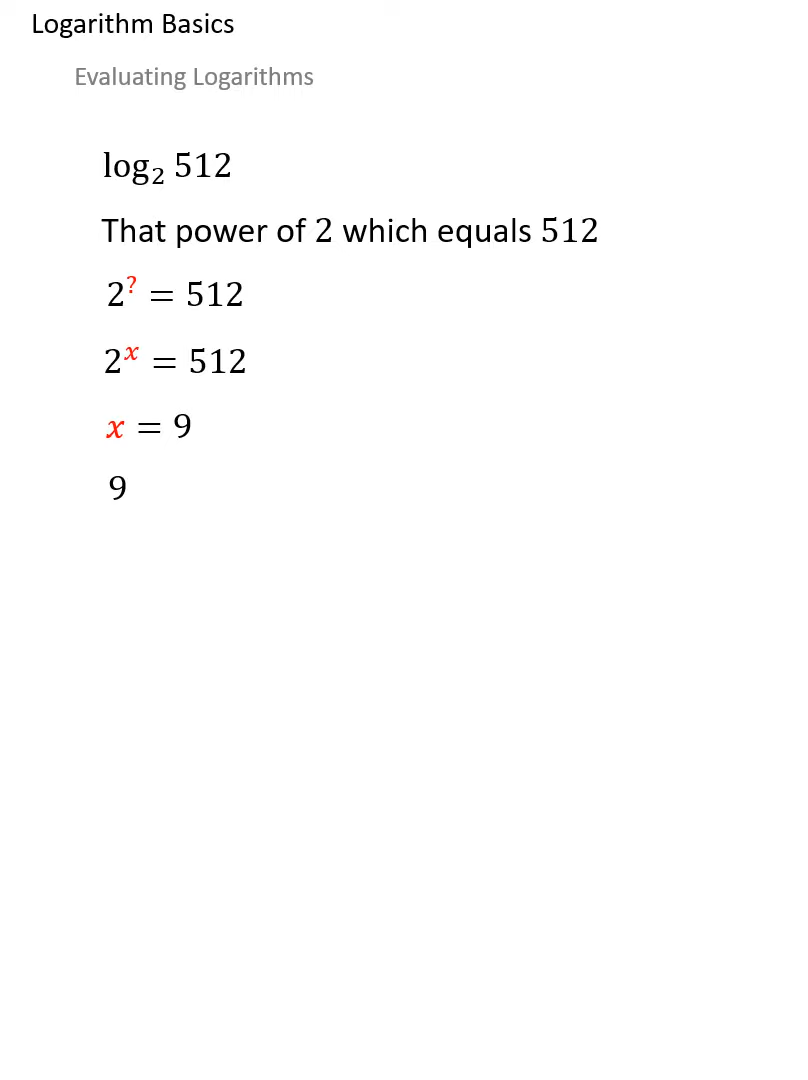 Logarithm Basics
Evaluating Logarithms
log₂ 512
That power of 2 which equals 512
2^? = 512
2^x = 512
x = 9
9